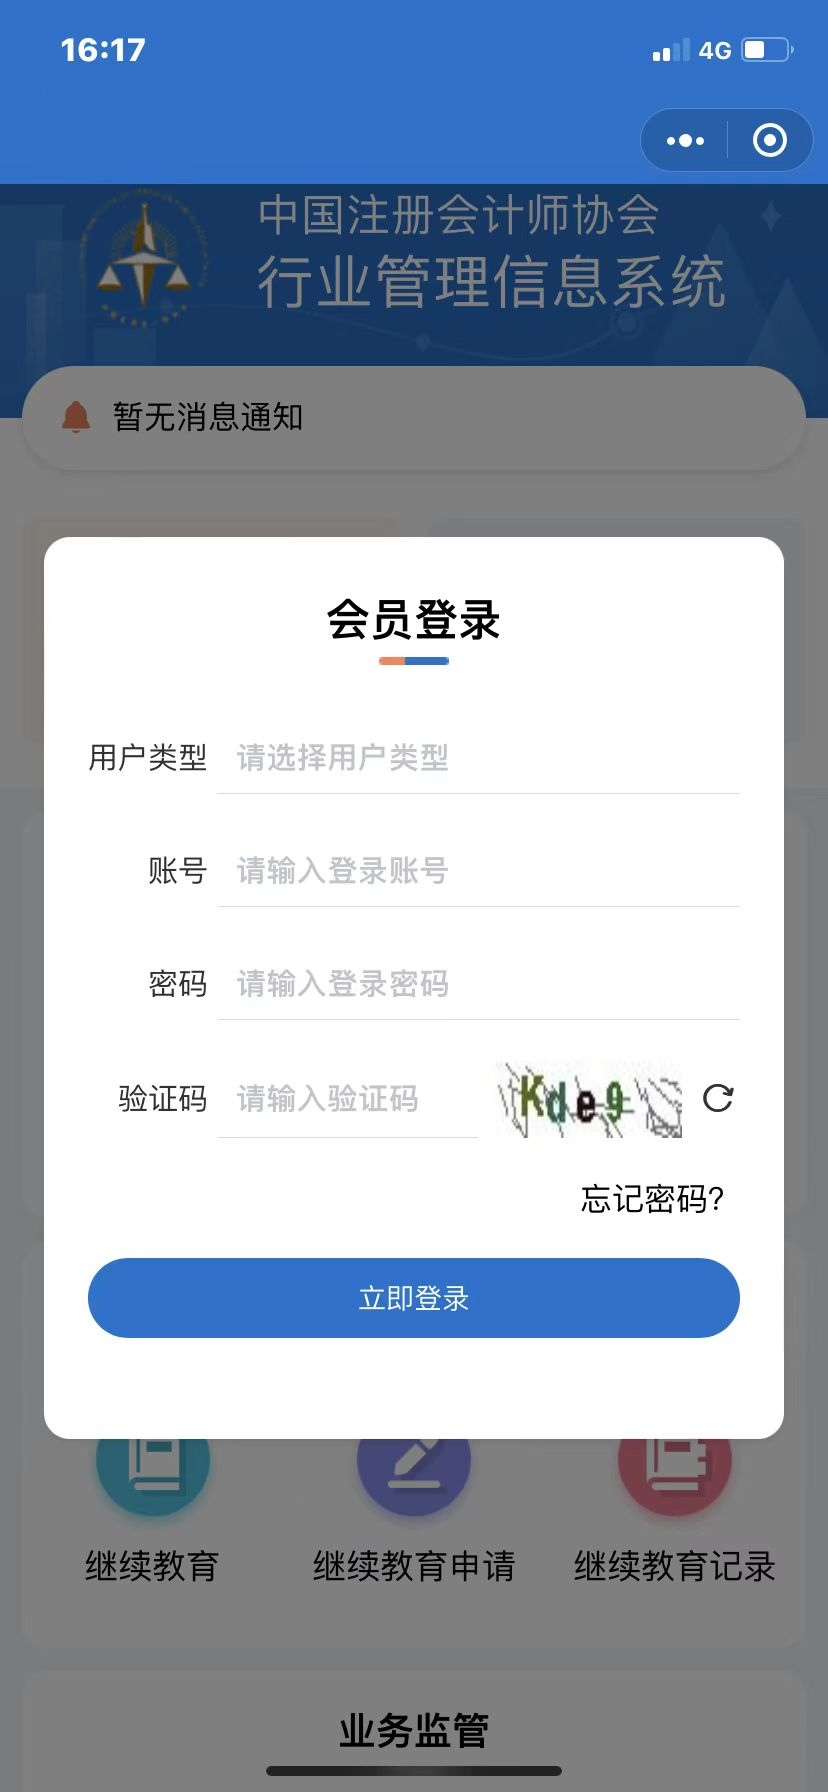 16:17
4G
中国注册会计师协会
行业管理信息系统
暂无消息通知
会员登录
用户类型 请选择用户类型
账号 请输入登录账号
密码 请输入登录密码
验证码 请输入验证码 Kde9
忘记密码?
立即登录
继续教育 继续教育申请 继续教育记录
业务监管